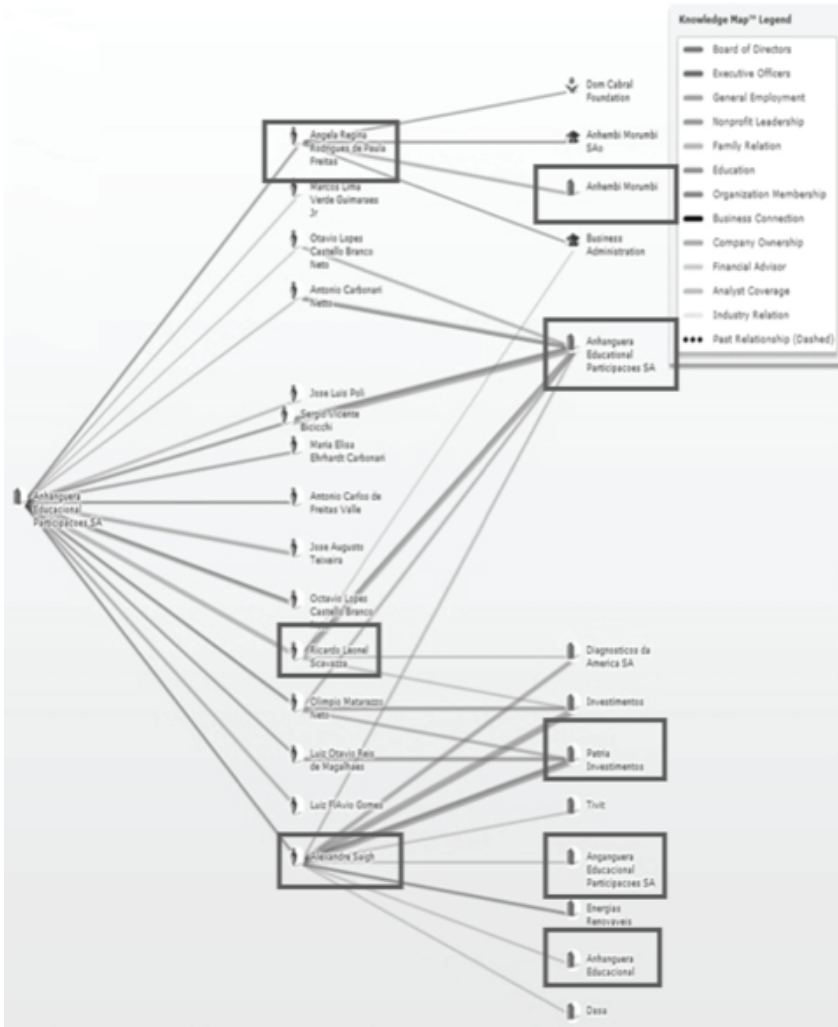 Knowledge Map™ Legend
Board of Directors
Executive Officers
General Employment
Nonprofit Leadership
Family Relation
Education
Organization Membership
Business Connection
Company Ownership
Financial Advisor
Analyst Coverage
Industry Relation
Past Relationship (Dashed)
Anhanguera
Educacional
Participacoes SA
Angela Regina
Rodrigues de Paula
Freitas
Marcos Lima
Verde Guimaraes
Jr
Otavio Lopes
Castello Branco
Neto
Antonio Carbonari
Netto
Jose Luis Poli
Sergio Vicente
Bicicchi
Maria Elisa
Ehrhardt Carbonari
Antonio Carlos de
Freitas Valle
Jose Augusto
Teixeira
Octavio Lopes
Castello Branco
Ricardo Leonel
Scavazza
Olimpio Matarazzo
Neto
Luiz Otavio Reis
de Magalhaes
Luiz FlAvio Gomes
Alexandre Saigh
Dom Cabral
Foundation
Anhembi Morumbi
SAo
Anhembi Morumbi
Business
Administration
Anhanguera
Educational
Participacoes SA
Diagnosticos da
America SA
Investimentos
Patria
Investimentos
Tivit
Anganguera
Educacional
Participacoes SA
Energias
Renovaveis
Anhanguera
Educacional
Dasa